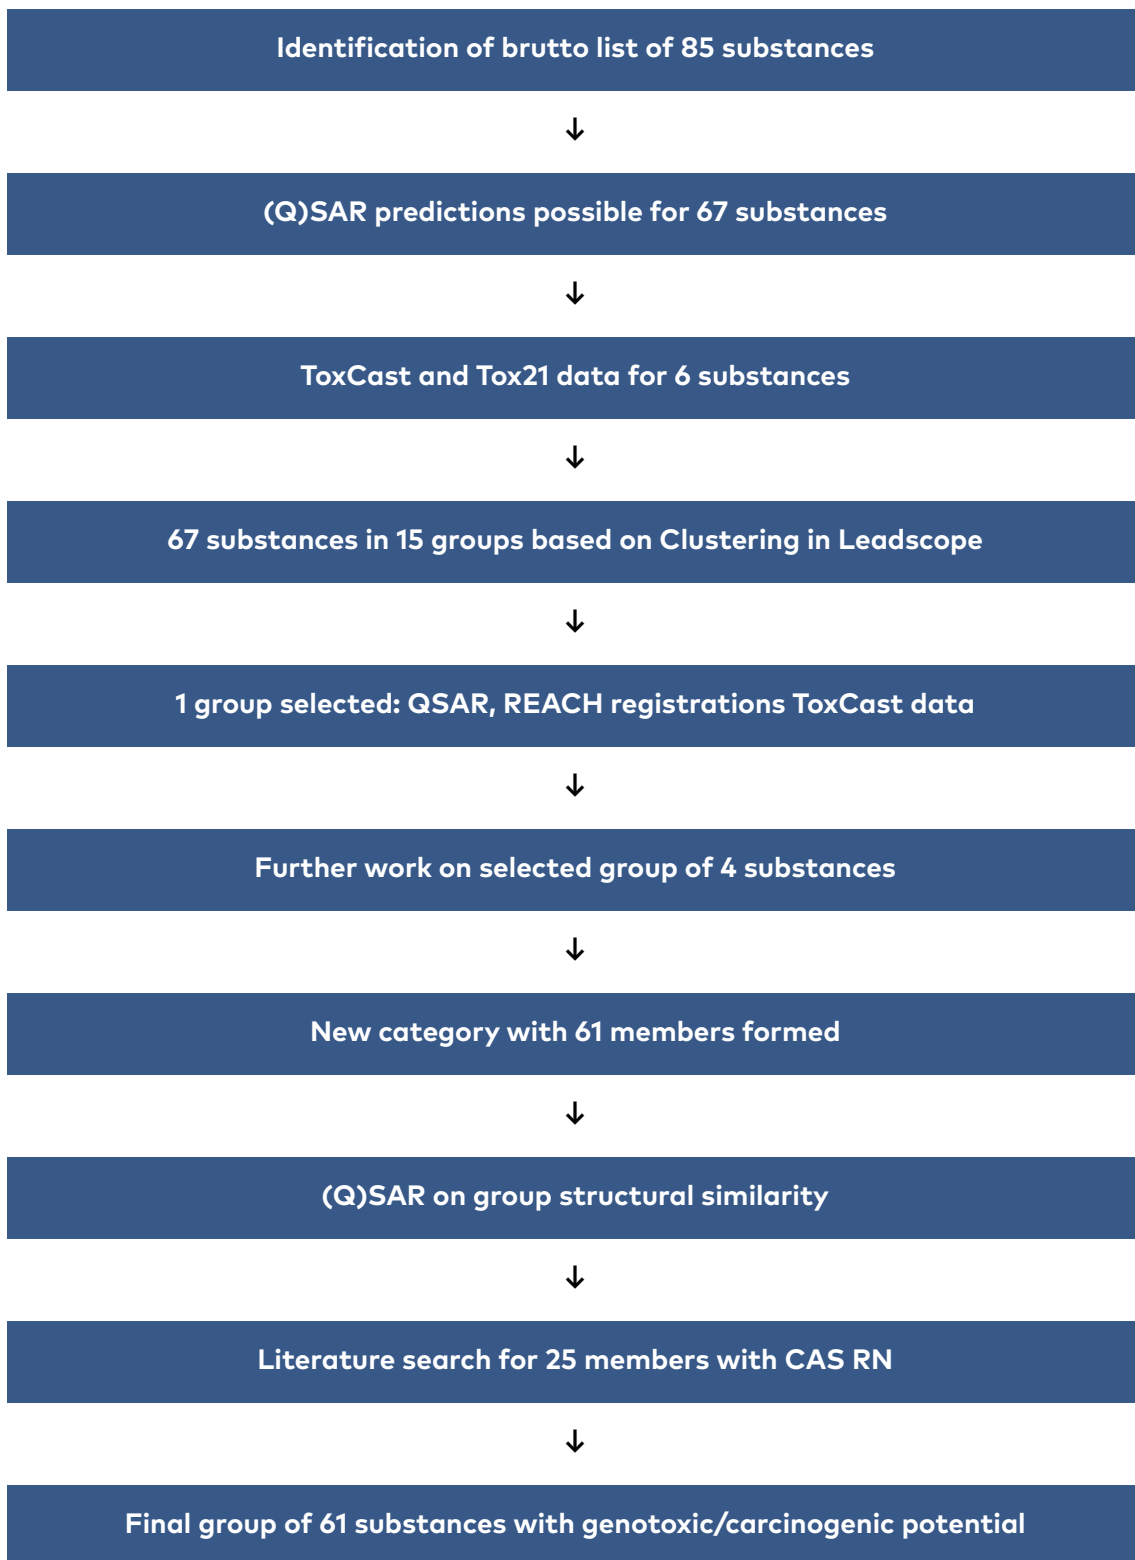 Identification of brutto list of 85 substances
↓
(Q)SAR predictions possible for 67 substances
↓
ToxCast and Tox21 data for 6 substances
↓
67 substances in 15 groups based on Clustering in Leadscope
↓
1 group selected: QSAR, REACH registrations ToxCast data
↓
Further work on selected group of 4 substances
↓
New category with 61 members formed
↓
(Q)SAR on group structural similarity
↓
Literature search for 25 members with CAS RN
↓
Final group of 61 substances with genotoxic/carcinogenic potential